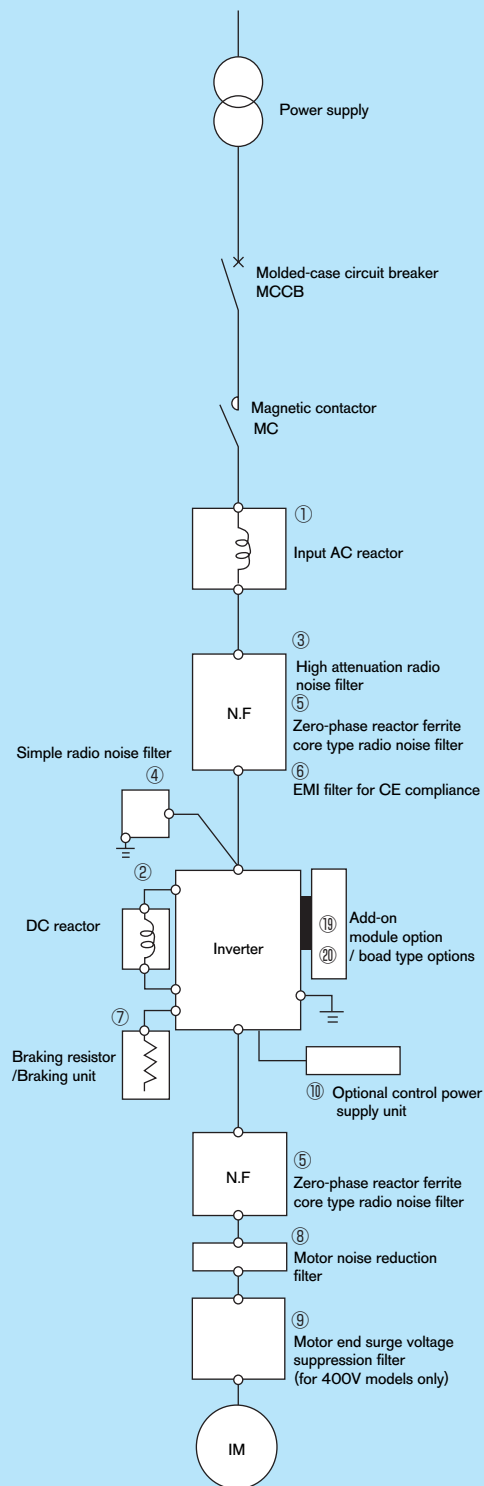 Power supply
Molded-case circuit breaker
MCCB
Magnetic contactor
MC
①
Input AC reactor
③
High attenuation radio
noise filter
N.F
⑤
Zero-phase reactor ferrite
core type radio noise filter
⑥
EMI filter for CE compliance
Simple radio noise filter
④
②
DC reactor
Inverter
⑲
⑳
Add-on
module option
/ boad type options
⑦
Braking resistor
/Braking unit
⑩ Optional control power
supply unit
N.F
⑤
Zero-phase reactor ferrite
core type radio noise filter
⑧
Motor noise reduction
filter
⑨
Motor end surge voltage
suppression filter
(for 400V models only)
IM